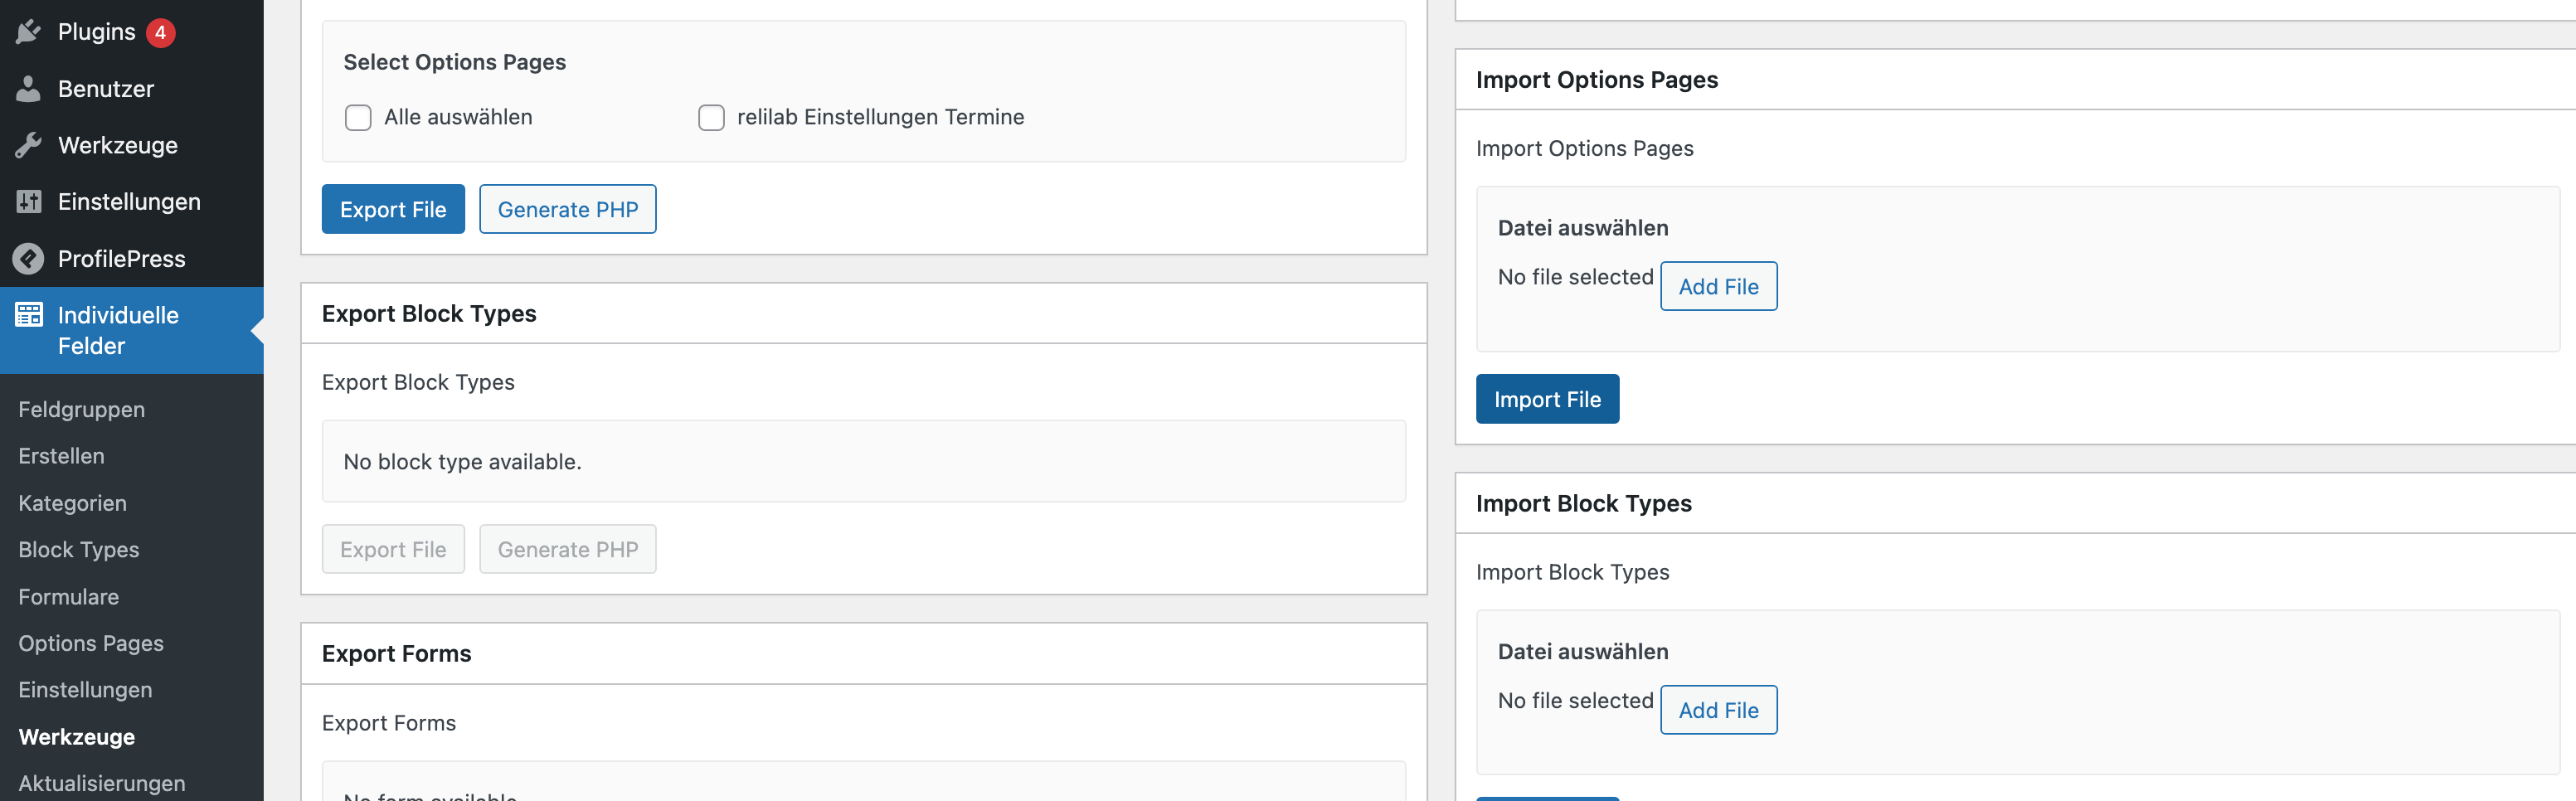 Plugins 4
Benutzer
Werkzeuge
Einstellungen
ProfilePress
Individuelle
Felder
Feldgruppen
Erstellen
Kategorien
Block Types
Formulare
Options Pages
Einstellungen
Werkzeuge
Aktualisierungen
Select Options Pages
Alle auswählen
relilab Einstellungen Termine
Export File
Generate PHP
Export Block Types
Export Block Types
No block type available.
Export File
Generate PHP
Export Forms
Export Forms
No form available
Import Options Pages
Import Options Pages
Datei auswählen
No file selected
Add File
Import File
Import Block Types
Import Block Types
Datei auswählen
No file selected
Add File